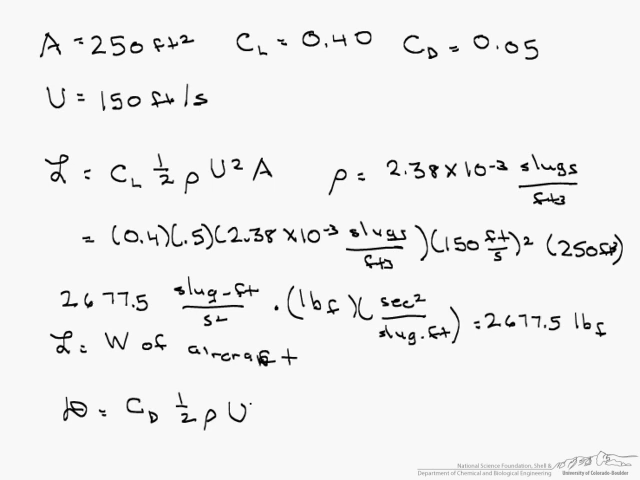 A = 250 ft2 CL = 0.40 CD = 0.05
U = 150 ft/s
L = CL 1/2 ρ U2 A ρ = 2.38 x 10-3 slugs/ft3
= (0.4)(.5)(2.38 x 10-3 slugs/ft3)(150 ft/s)2 (250 ft2)
2677.5 slug-ft/s2 · (lbf)(sec2/slug.ft) = 2677.5 lbf
L = W of aircraft
D = CD 1/2 ρ U
National Science Foundation, Shell &
Department of Chemical and Biological Engineering University of Colorado-Boulder